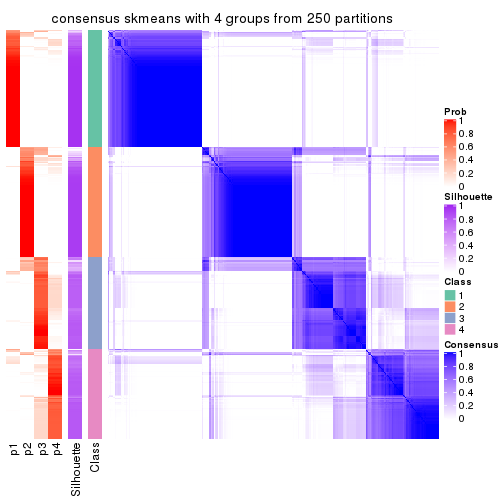 consensus skmeans with 4 groups from 250 partitions
Prob
1
0.8
0.6
0.4
0.2
0
Silhouette
1
0.8
0.6
0.4
0.2
0
Class
1
2
3
4
Consensus
1
0.8
0.6
0.4
0.2
0
p1
p2
p3
p4
Silhouette
Class